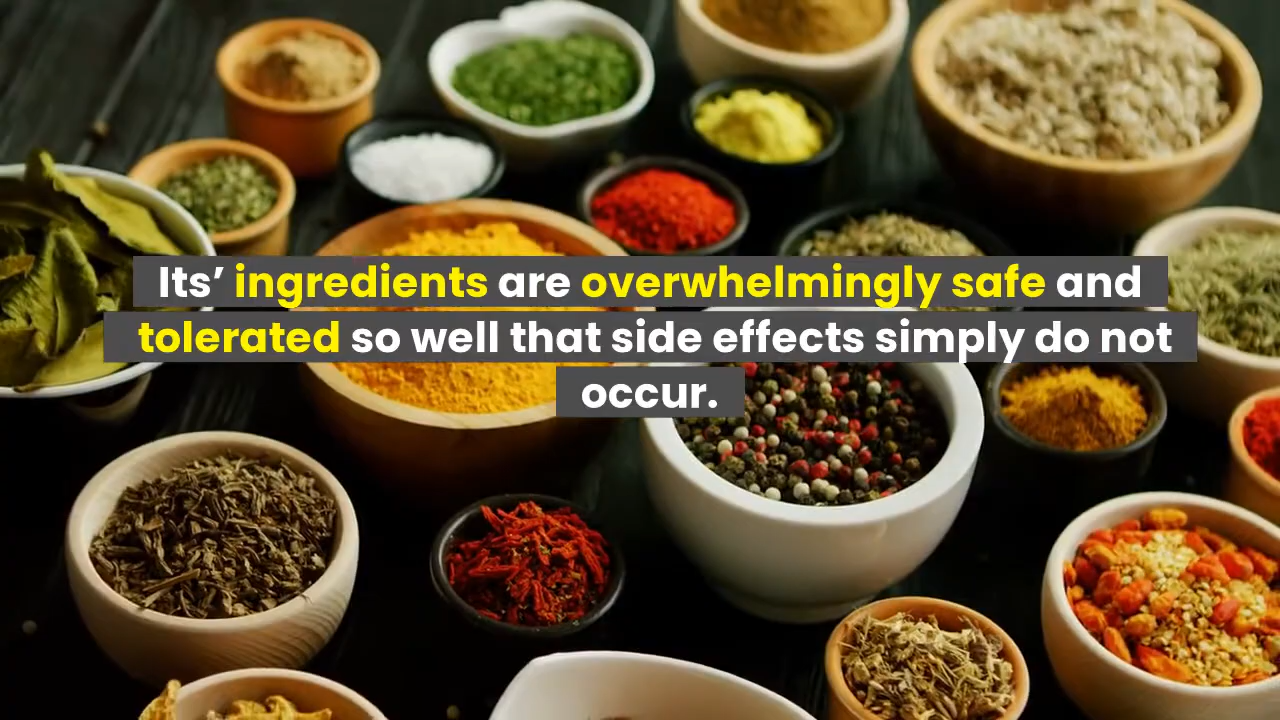 Its’ ingredients are overwhelmingly safe and
tolerated so well that side effects simply do not
occur.